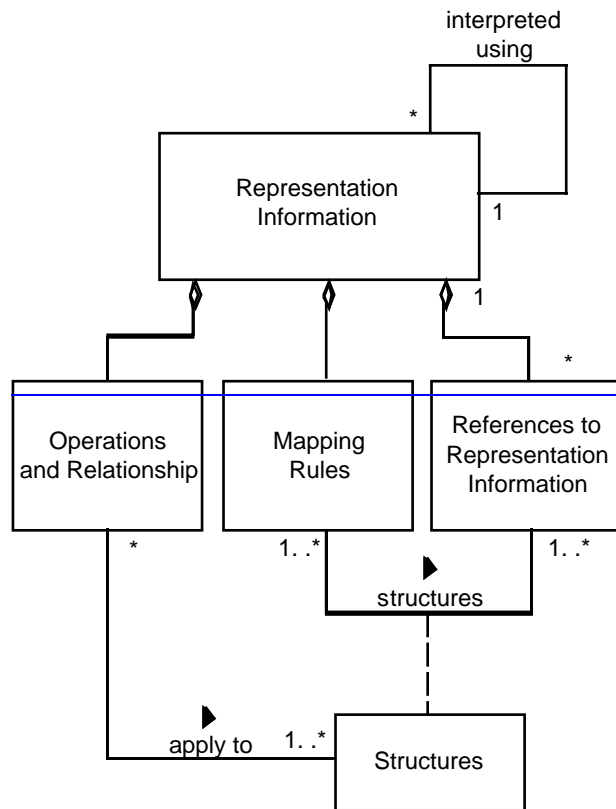 interpreted
using
*
Representation
Information
1
1
*
Operations
and Relationship
Mapping
Rules
References to
Representation
Information
*
1. .*
1. .*
structures
apply to
1. .*
Structures